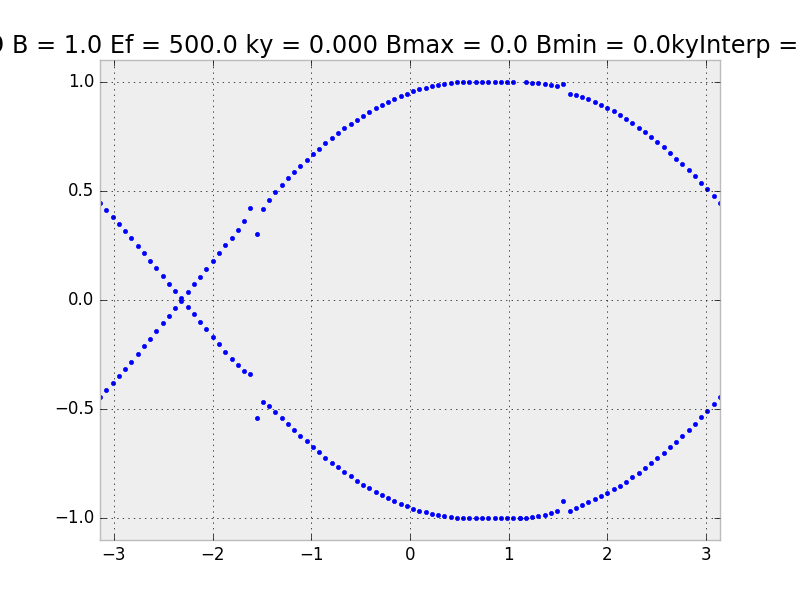 B = 1.0 Ef = 500.0 ky = 0.000 Bmax = 0.0 Bmin = 0.0kyInterp =
1.0
0.5
0.0
−0.5
−1.0
−3 −2 −1 0 1 2 3